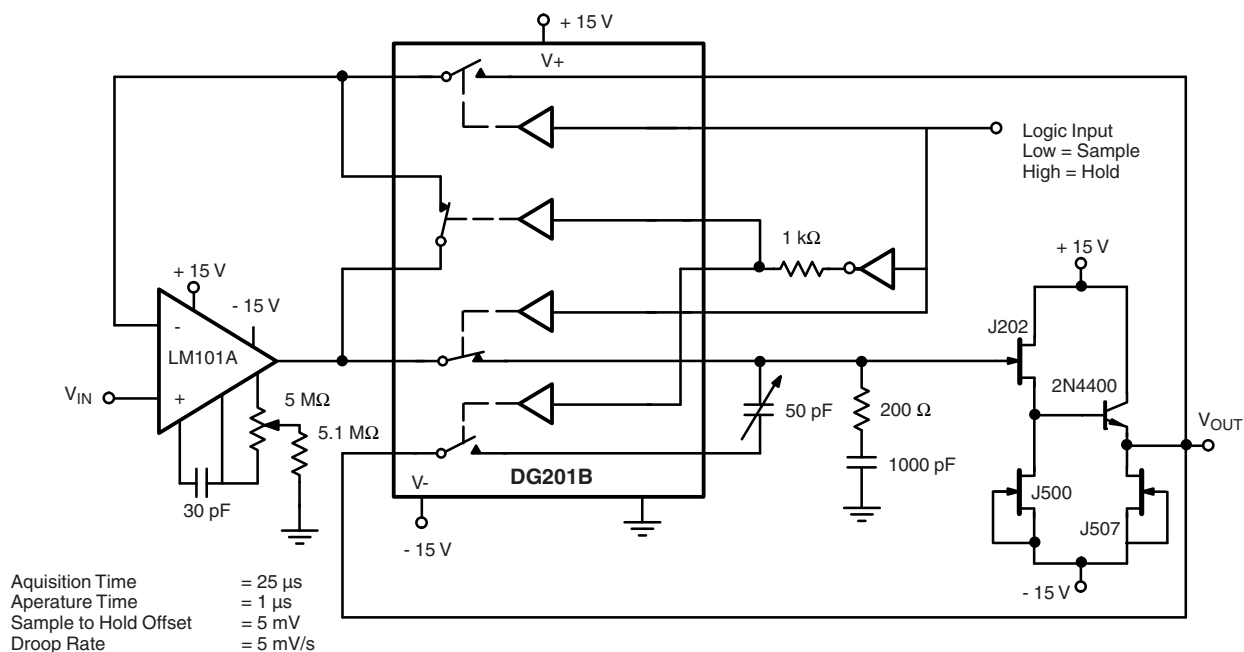 + 15 V
V+
Logic Input
Low = Sample
High = Hold
1 kΩ
+ 15 V
+ 15 V
- 15 V
-
LM101A
J202
2N4400
VIN
+
5 MΩ
50 pF
200 Ω
VOUT
5.1 MΩ
1000 pF
DG201B
V-
J500
30 pF
J507
- 15 V
- 15 V
Aquisition Time = 25 µs
Aperature Time = 1 µs
Sample to Hold Offset = 5 mV
Droop Rate = 5 mV/s